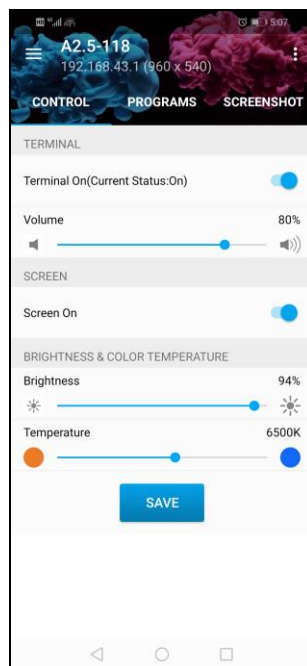 5:07
A2.5-118
192.168.43.1 (960 x 540)
CONTROL PROGRAMS SCREENSHOT
TERMINAL
Terminal On(Current Status:On)
Volume 80%
SCREEN
Screen On
BRIGHTNESS & COLOR TEMPERATURE
Brightness 94%
Temperature 6500K
SAVE